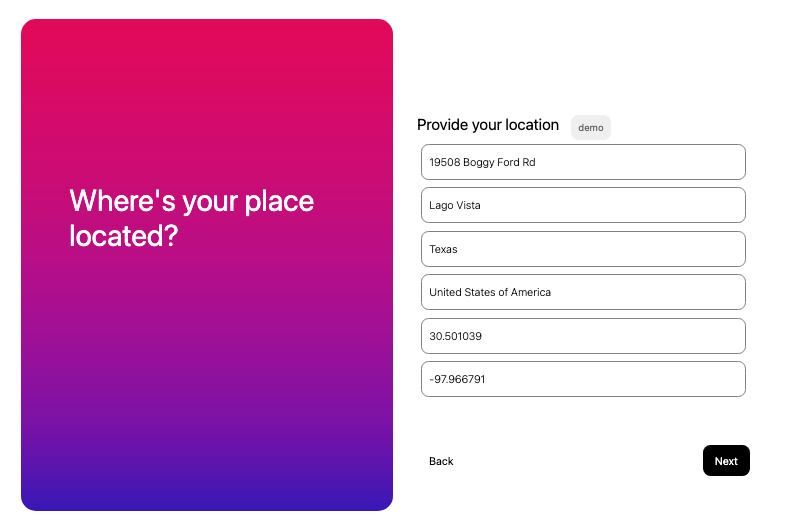 Where's your place
located?
Provide your location
demo
19508 Boggy Ford Rd
Lago Vista
Texas
United States of America
30.501039
-97.966791
Back
Next